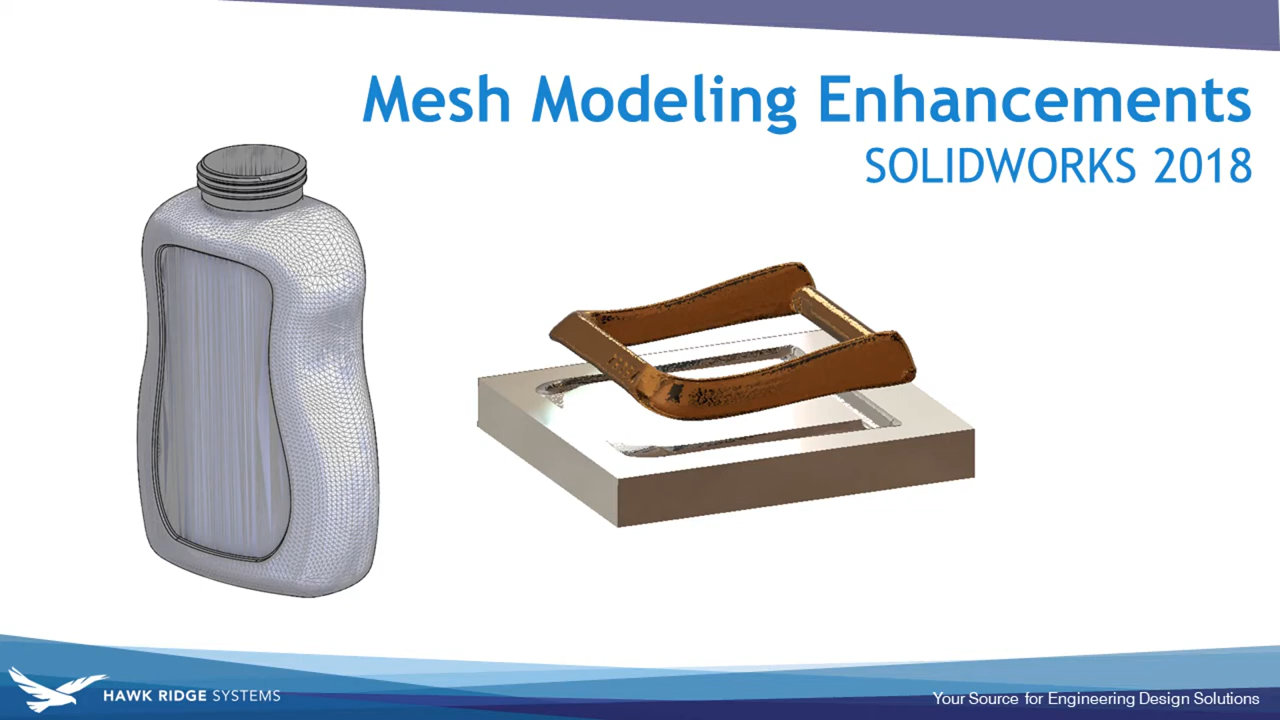 Mesh Modeling Enhancements
SOLIDWORKS 2018
HAWK RIDGE SYSTEMS
Your Source for Engineering Design Solutions